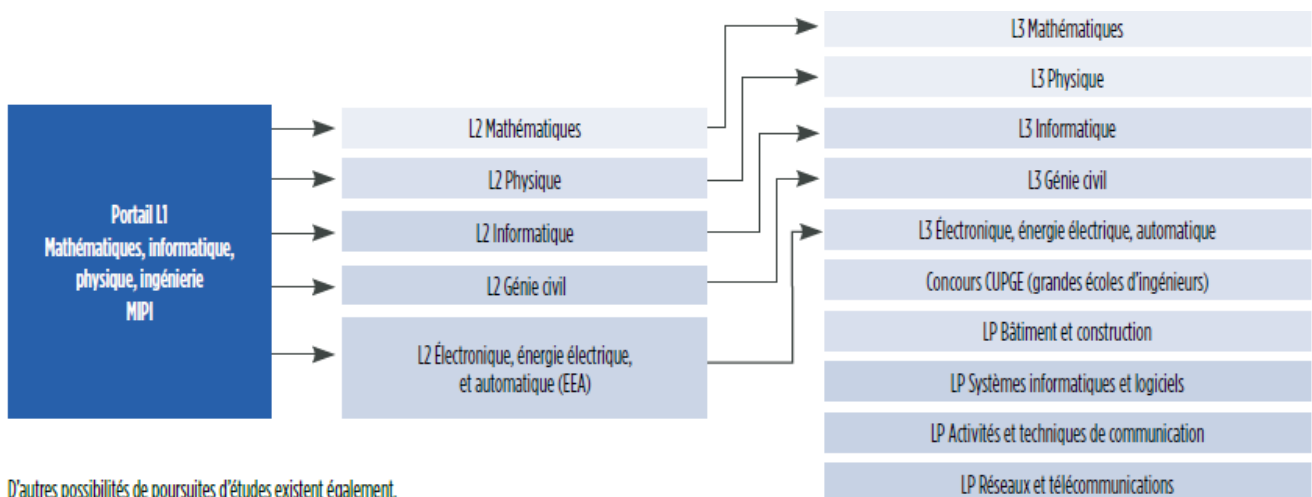 Portail L1
Mathématiques, informatique,
physique, ingénierie
MIPI
L2 Mathématiques
L2 Physique
L2 Informatique
L2 Génie civil
L2 Électronique, énergie électrique,
et automatique (EEA)
L3 Mathématiques
L3 Physique
L3 Informatique
L3 Génie civil
L3 Électronique, énergie électrique, automatique
Concours CUPGE (grandes écoles d'ingénieurs)
LP Bâtiment et construction
LP Systèmes informatiques et logiciels
LP Activités et techniques de communication
LP Réseaux et télécommunications
D'autres possibilités de poursuites d'études existent également.